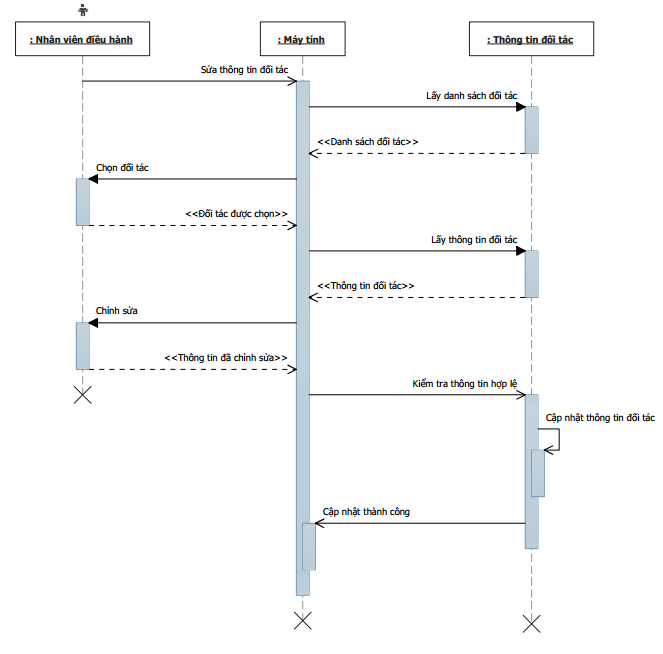 : Nhân viên điều hành
: Máy tính
: Thông tin đối tác
Sửa thông tin đối tác
Lấy danh sách đối tác
<<Danh sách đối tác>>
Chọn đối tác
<<Đối tác được chọn>>
Lấy thông tin đối tác
<<Thông tin đối tác>>
Chỉnh sửa
<<Thông tin đã chỉnh sửa>>
Kiểm tra thông tin hợp lệ
Cập nhật thông tin đối tác
Cập nhật thành công